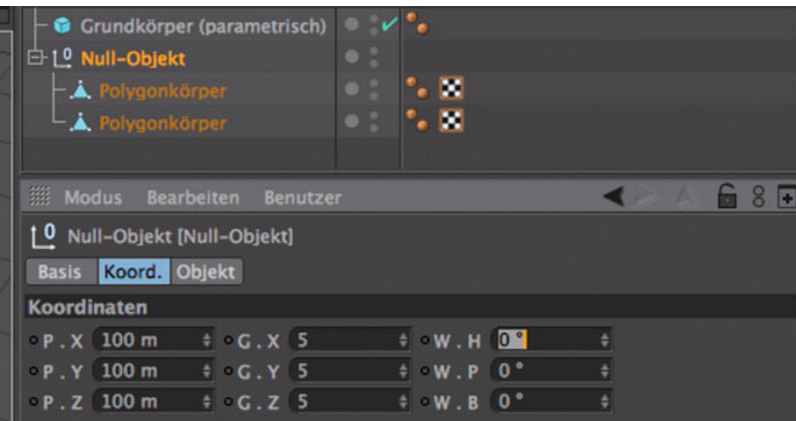 Grundkörper (parametrisch)
Null-Objekt
Polygonkörper
Polygonkörper
Modus Bearbeiten Benutzer
Null-Objekt [Null-Objekt]
Basis Koord. Objekt
Koordinaten
P . X 100 m G . X 5 W . H 0 °
P . Y 100 m G . Y 5 W . P 0 °
P . Z 100 m G . Z 5 W . B 0 °